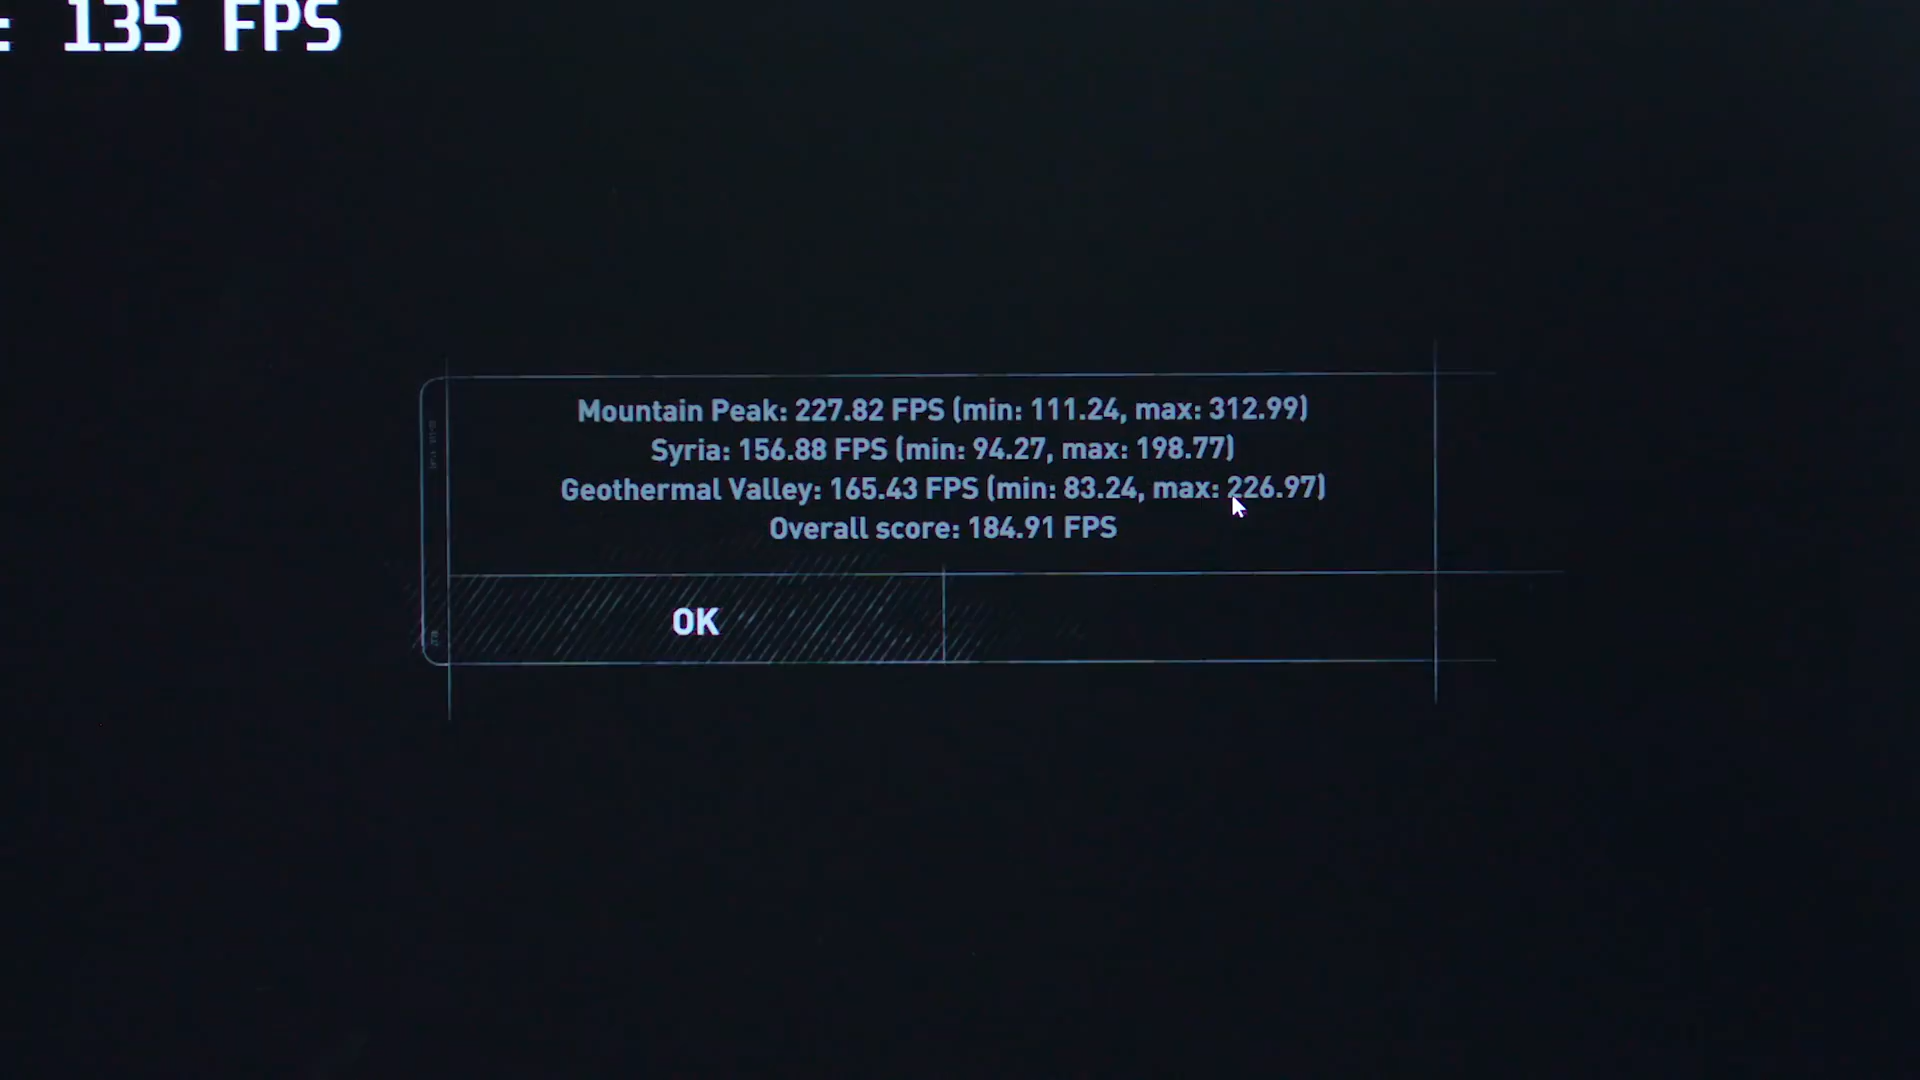 : 135 FPS
Mountain Peak: 227.82 FPS (min: 111.24, max: 312.99)
Syria: 156.88 FPS (min: 94.27, max: 198.77)
Geothermal Valley: 165.43 FPS (min: 83.24, max: 226.97)
Overall score: 184.91 FPS
OK